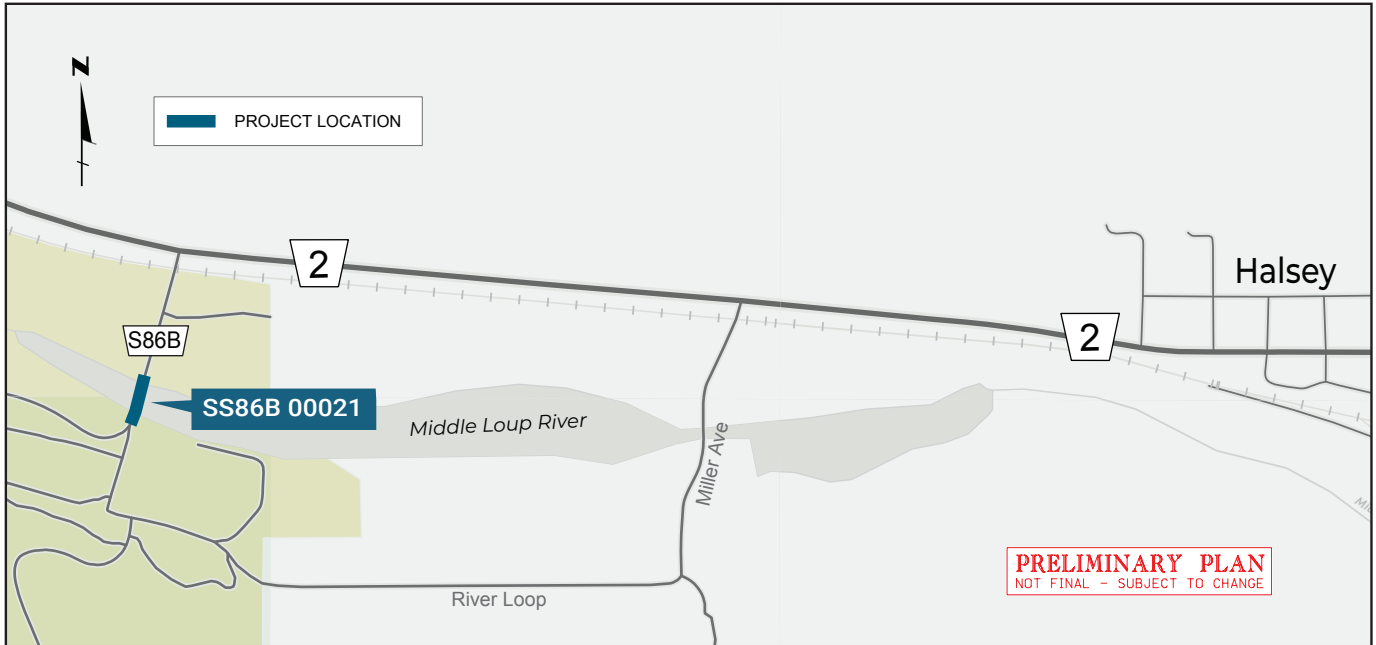 N
PROJECT LOCATION
2
Halsey
2
S86B
SS86B 00021
Middle Loup River
Miller Ave
PRELIMINARY PLAN
NOT FINAL - SUBJECT TO CHANGE
River Loop